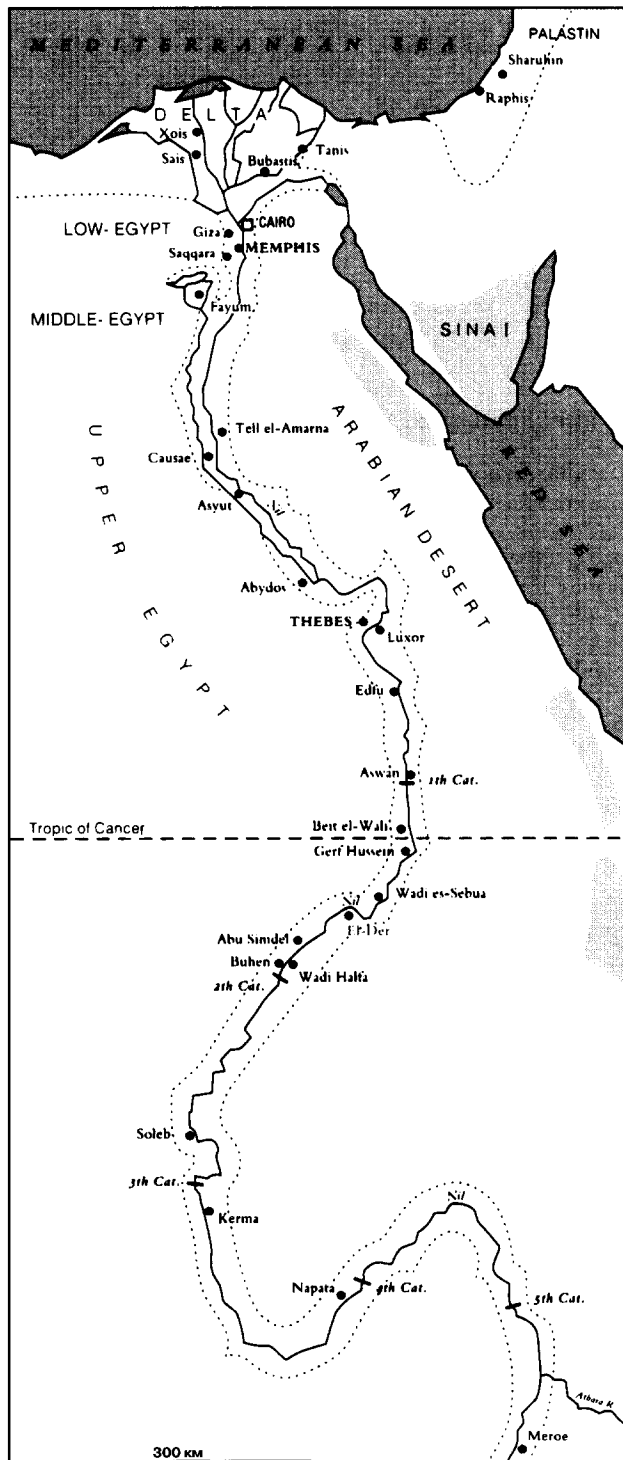 MEDITERRANEAN SEA
PALASTIN
Sharuhin
Raphis
DELTA
Xois
Sais
Tanis
Bubastis
LOW- EGYPT
CAIRO
Giza
MEMPHIS
Saqqara
Fayum
MIDDLE- EGYPT
SINAI
UPPER EGYPT
ARABIAN DESERT
RED SEA
Tell el-Amarna
Causae
Asyut
Nil
Abydos
THEBES
Luxor
Edfu
Aswan
1th Cat.
Beit el-Wali
Tropic of Cancer
Gerf Hussein
Wadi es-Sebua
Nil
El-Der
Abu Simdel
Buhen
Wadi Halfa
2th Cat.
Soleb
3th Cat.
Kerma
Nil
Napata
4th Cat.
5th Cat.
Atbara R
Meroe
300 KM